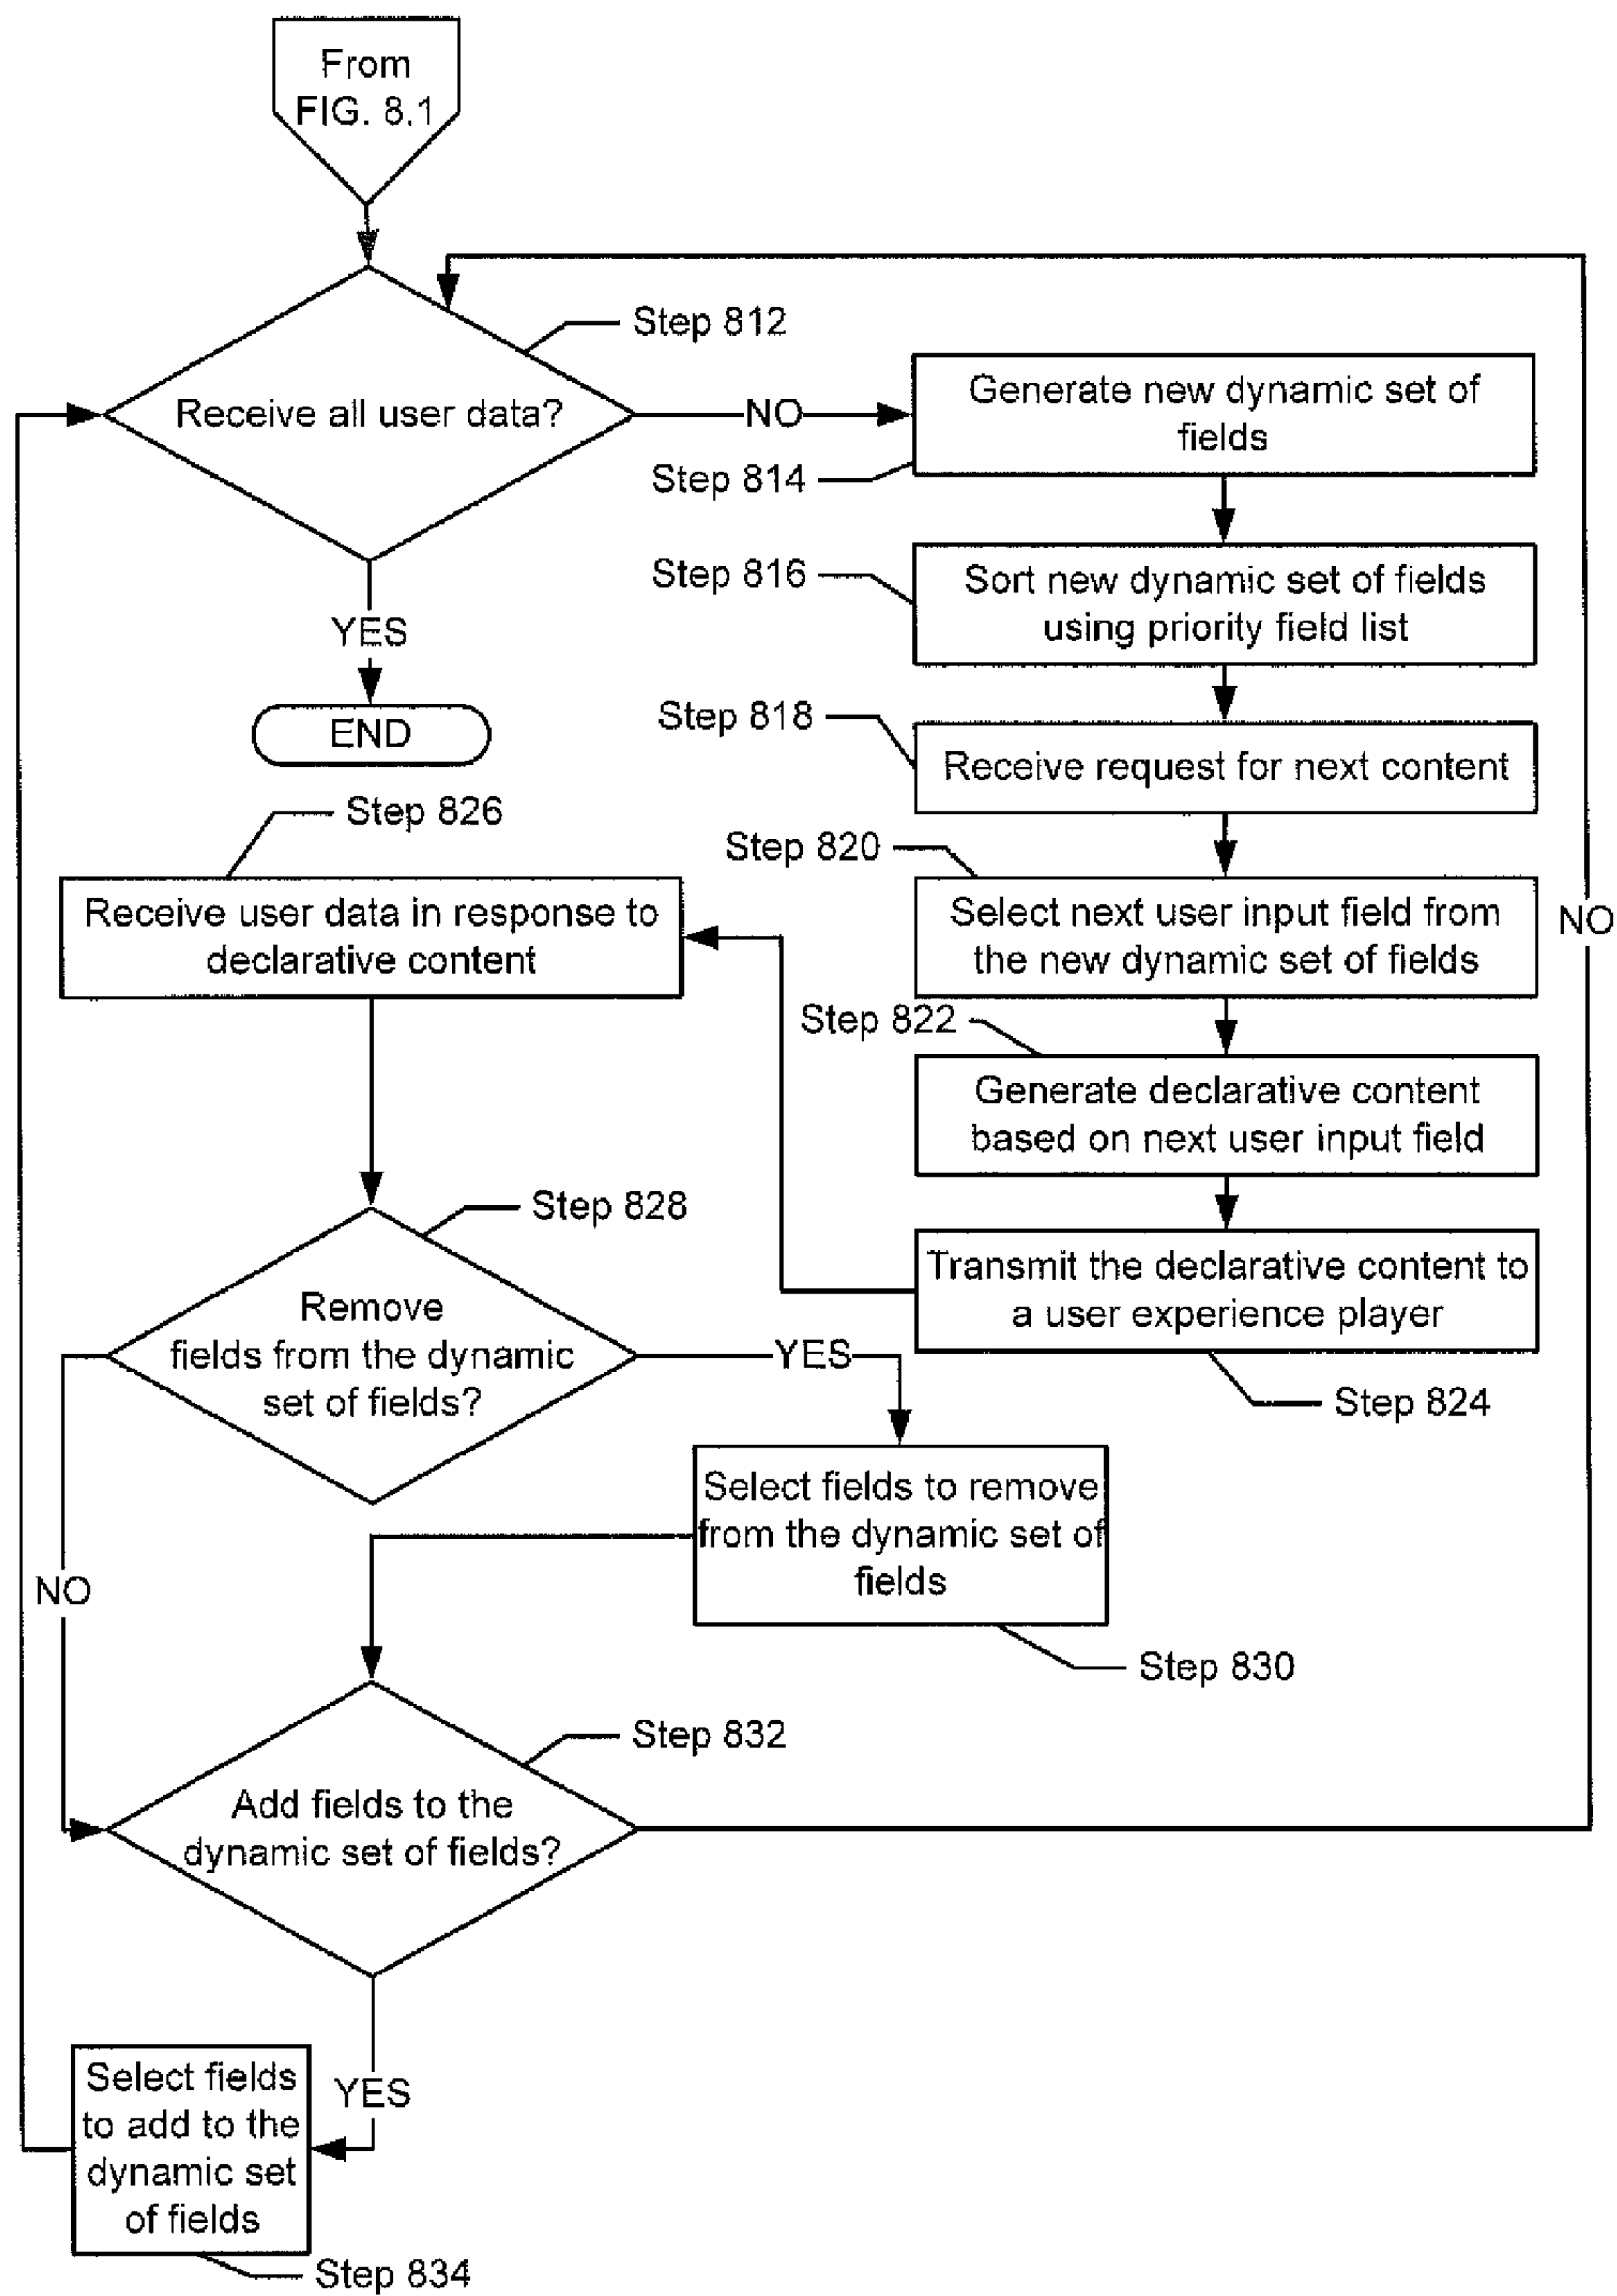 From
FIG. 8.1
Step 812
Receive all user data?
NO
Generate new dynamic set of
fields
Step 814
Step 816
Sort new dynamic set of fields
using priority field list
YES
END
Step 818
Receive request for next content
Step 826
Step 820
Receive user data in response to
declarative content
Select next user input field from
the new dynamic set of fields
NO
Step 822
Generate declarative content
based on next user input field
Step 828
Remove
fields from the dynamic
set of fields?
YES
Transmit the declarative content to
a user experience player
Step 824
Select fields to remove
from the dynamic set of
fields
NO
Step 830
Step 832
Add fields to the
dynamic set of fields?
YES
Select fields
to add to the
dynamic set
of fields
Step 834